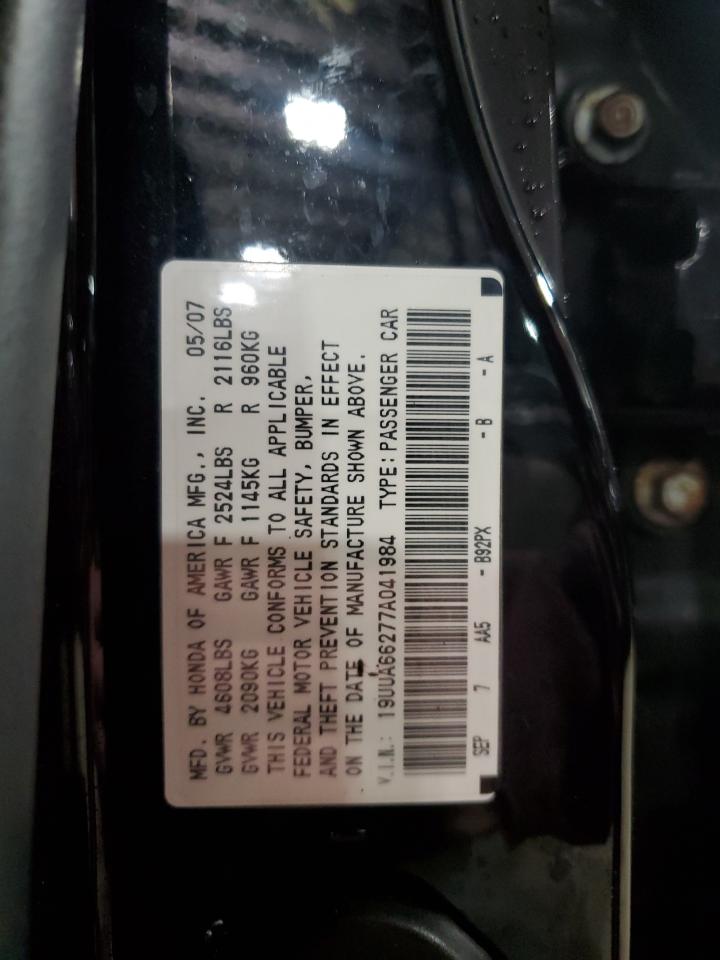 MFD. BY HONDA OF AMERICA MFG., INC. 05/07
GVWR 4608LBS GAWR F 2524LBS R 2116LBS
GVWR 2090KG GAWR F 1145KG R 960KG
THIS VEHICLE CONFORMS TO ALL APPLICABLE
FEDERAL MOTOR VEHICLE SAFETY, BUMPER,
AND THEFT PREVENTION STANDARDS IN EFFECT
ON THE DATE OF MANUFACTURE SHOWN ABOVE.
V.I.N.: 19UUA66277A041984 TYPE: PASSENGER CAR
SEP 7 AA5 - B92PX - B - A